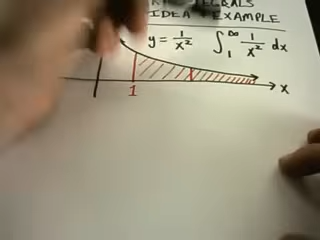 IDEA + EXAMPLE
y = 1/x² ∫₁^∞ 1/x² dx
x
1